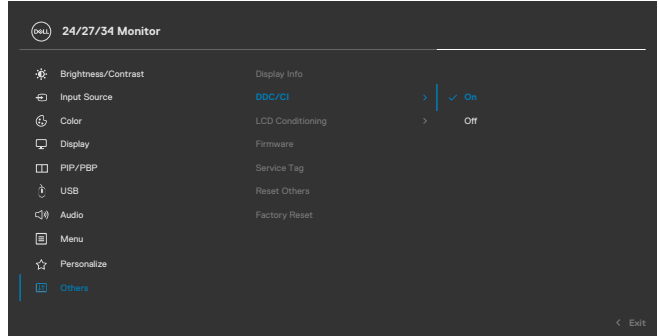 DELL 24/27/34 Monitor
Brightness/Contrast Display Info
Input Source DDC/CI > ✓ On
Color LCD Conditioning > Off
Display Firmware
PIP/PBP Service Tag
USB Reset Others
Audio Factory Reset
Menu
Personalize
Others
< Exit